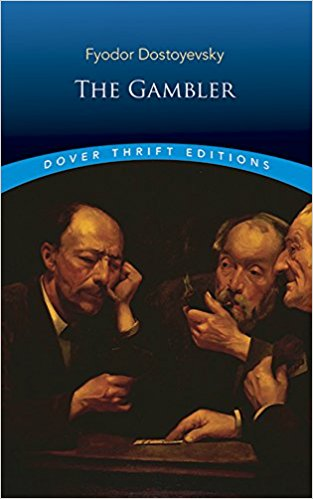 Fyodor Dostoyevsky
The Gambler
DOVER THRIFT EDITIONS